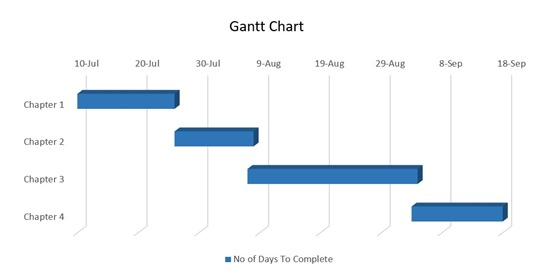 Gantt Chart
10-Jul 20-Jul 30-Jul 9-Aug 19-Aug 29-Aug 8-Sep 18-Sep
Chapter 1
Chapter 2
Chapter 3
Chapter 4
No of Days To Complete